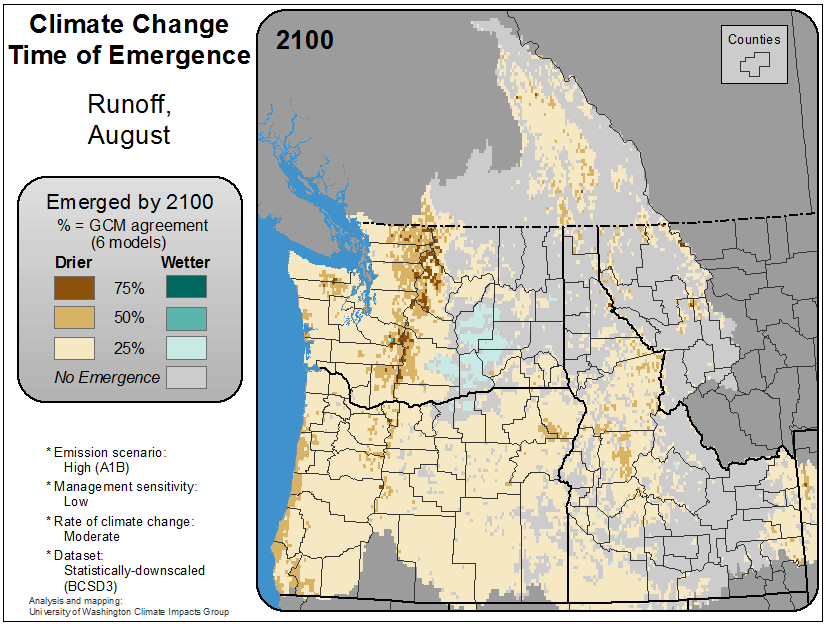 Climate Change
Time of Emergence
Runoff,
August
Emerged by 2100
% = GCM agreement
(6 models)
Drier
Wetter
75%
50%
25%
No Emergence
* Emission scenario:
High (A1B)
* Management sensitivity:
Low
* Rate of climate change:
Moderate
* Dataset:
Statistically-downscaled
(BCSD3)
Analysis and mapping:
University of Washington Climate Impacts Group
2100
Counties